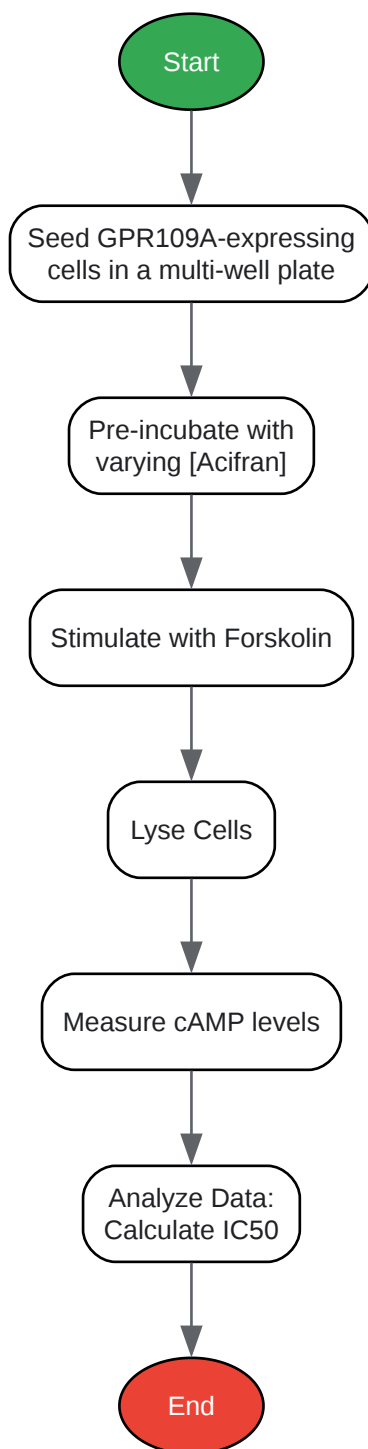 Start
Seed GPR109A-expressing
cells in a multi-well plate
Pre-incubate with
varying [Acifran]
Stimulate with Forskolin
Lyse Cells
Measure cAMP levels
Analyze Data:
Calculate IC50
End